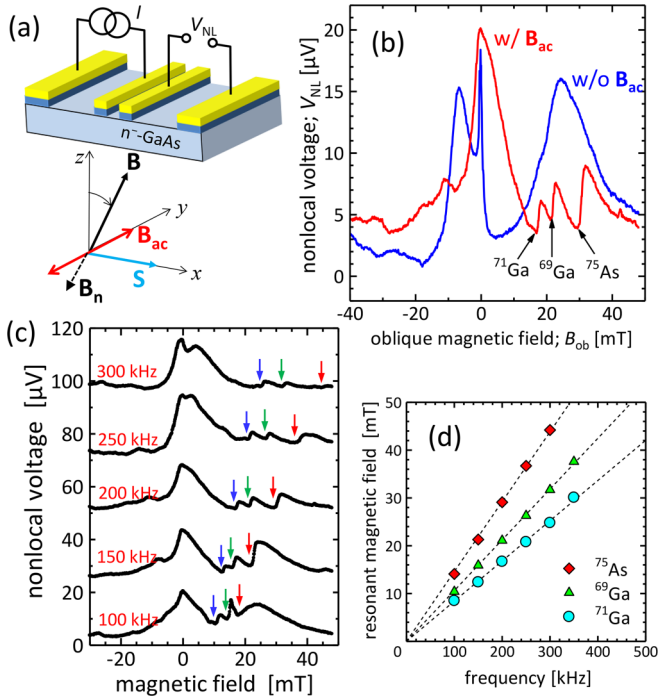 (a)
I
V_NL
n⁻-GaAs
z
B
y
B_ac
B_n
S
x
(b)
w/ B_ac
w/o B_ac
nonlocal voltage; V_NL [μV]
20
15
10
5
0
⁷¹Ga
⁶⁹Ga
⁷⁵As
-40 -20 0 20 40
oblique magnetic field; B_ob [mT]
(c)
nonlocal voltage [μV]
120
100
80
60
40
20
0
300 kHz
250 kHz
200 kHz
150 kHz
100 kHz
-20 0 20 40
magnetic field [mT]
(d)
resonant magnetic field [mT]
50
40
30
20
10
0
⁷⁵As
⁶⁹Ga
⁷¹Ga
0 100 200 300 400 500
frequency [kHz]